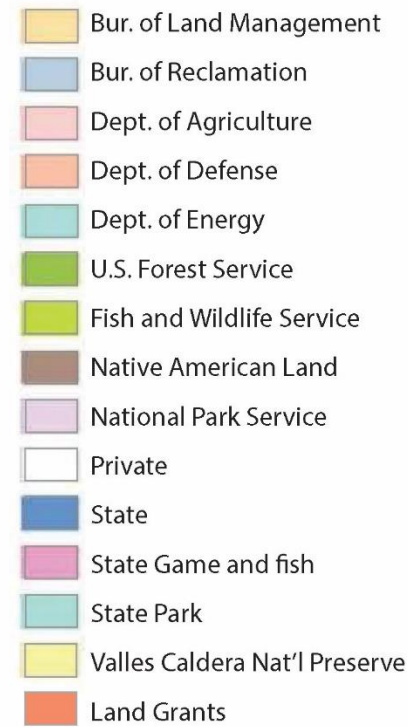 Bur. of Land Management
Bur. of Reclamation
Dept. of Agriculture
Dept. of Defense
Dept. of Energy
U.S. Forest Service
Fish and Wildlife Service
Native American Land
National Park Service
Private
State
State Game and fish
State Park
Valles Caldera Nat’l Preserve
Land Grants